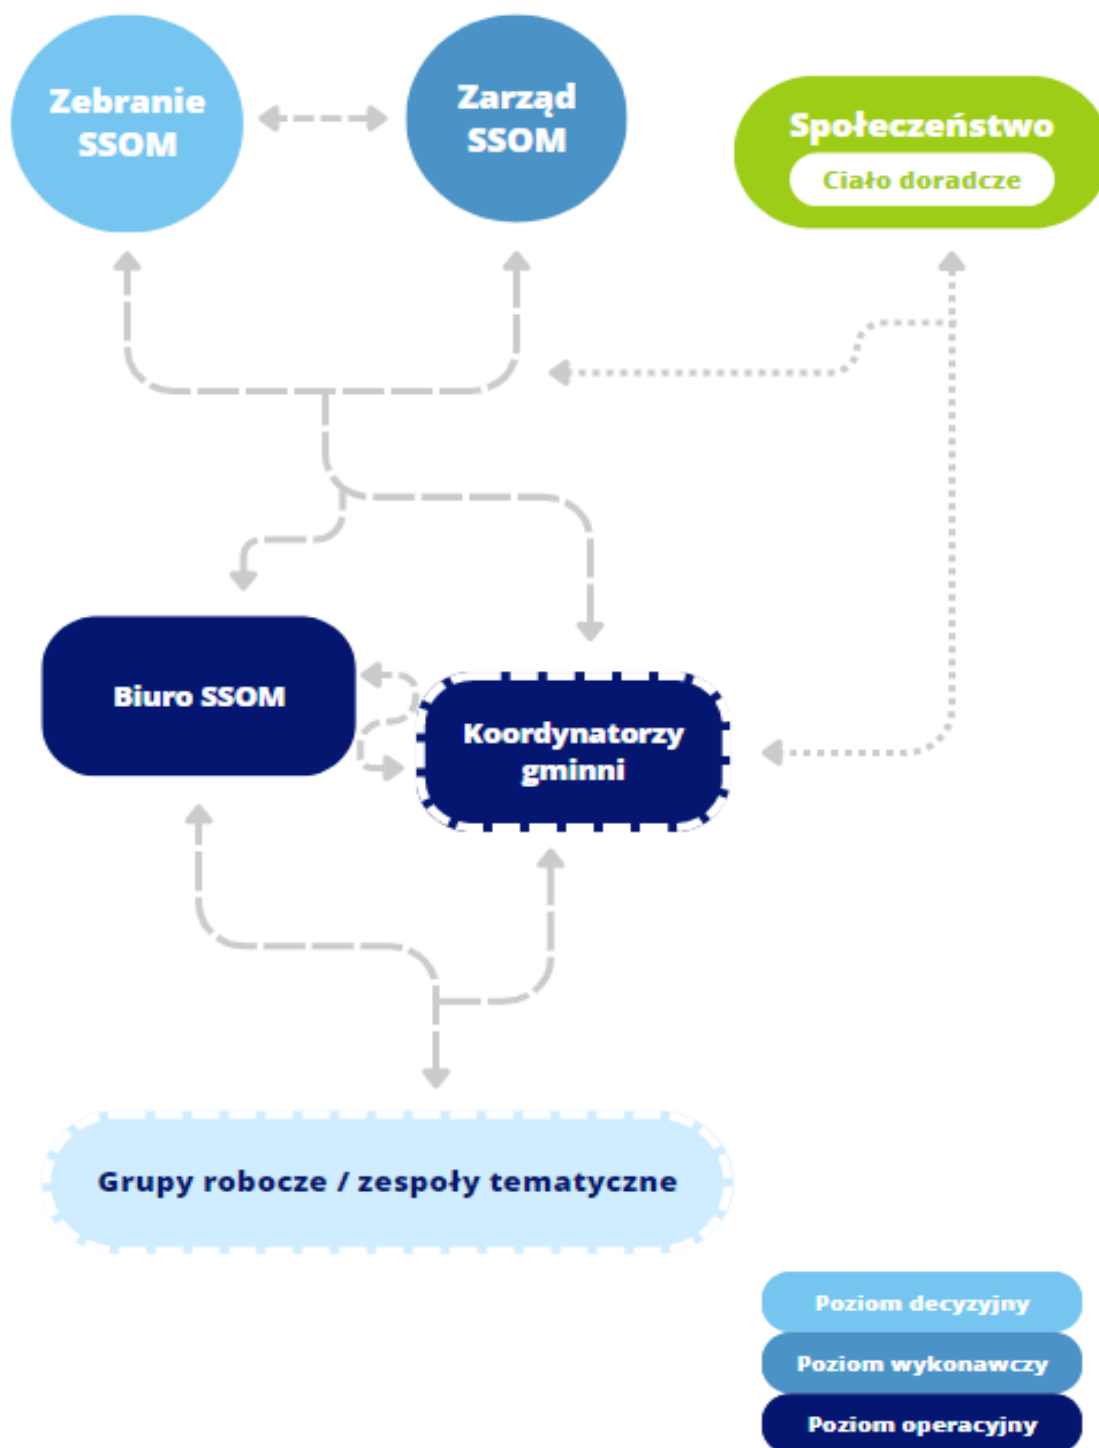 Zebranie
SSOM
Zarząd
SSOM
Społeczeństwo
Ciało doradcze
Biuro SSOM
Koordynatorzy
gminni
Grupy robocze / zespoły tematyczne
Poziom decyzyjny
Poziom wykonawczy
Poziom operacyjny